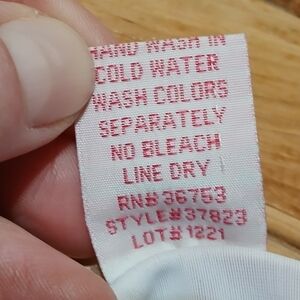 HAND WASH IN
COLD WATER
WASH COLORS
SEPARATELY
NO BLEACH
LINE DRY
RN# 36753
STYLE#37823
LOT#1221